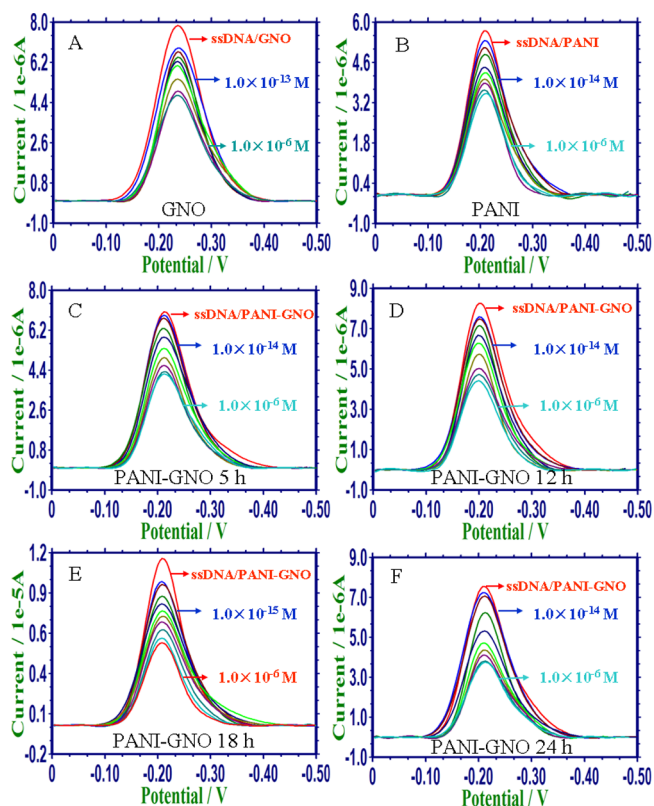 A
ssDNA/GNO
1.0×10⁻¹³ M
1.0×10⁻⁶ M
GNO
Current / 1e-6A
8.0
6.2
4.4
2.6
0.8
-1.0
0 -0.10 -0.20 -0.30 -0.40 -0.50
Potential / V
B
ssDNA/PANI
1.0×10⁻¹⁴ M
1.0×10⁻⁶ M
PANI
Current / 1e-6A
6.0
4.6
3.2
1.8
0.4
-1.0
0 -0.10 -0.20 -0.30 -0.40 -0.50
Potential / V
C
ssDNA/PANI-GNO
1.0×10⁻¹⁴ M
1.0×10⁻⁶ M
PANI-GNO 5 h
Current / 1e-6A
8.0
6.2
4.4
2.6
0.8
-1.0
0 -0.10 -0.20 -0.30 -0.40 -0.50
Potential / V
D
ssDNA/PANI-GNO
1.0×10⁻¹⁴ M
1.0×10⁻⁶ M
PANI-GNO 12 h
Current / 1e-6A
9.0
7.0
5.0
3.0
1.0
-1.0
0 -0.10 -0.20 -0.30 -0.40 -0.50
Potential / V
E
ssDNA/PANI-GNO
1.0×10⁻¹⁵ M
1.0×10⁻⁶ M
PANI-GNO 18 h
Current / 1e-5A
1.2
0.9
0.6
0.4
0.1
-0.2
0 -0.10 -0.20 -0.30 -0.40 -0.50
Potential / V
F
ssDNA/PANI-GNO
1.0×10⁻¹⁴ M
1.0×10⁻⁶ M
PANI-GNO 24 h
Current / 1e-6A
9.0
7.0
5.0
3.0
1.0
-1.0
0 -0.10 -0.20 -0.30 -0.40 -0.50
Potential / V